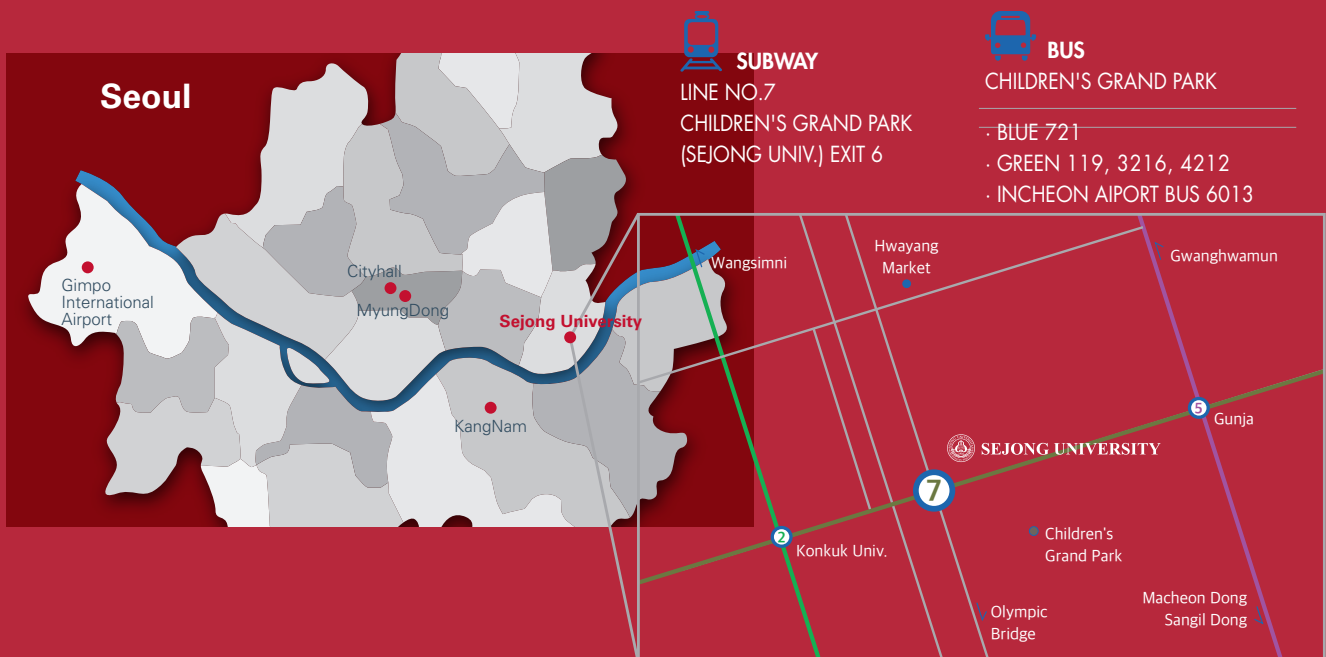 Seoul
Gimpo
International
Airport
Cityhall
MyungDong
Sejong University
KangNam
SUBWAY
LINE NO.7
CHILDREN'S GRAND PARK
(SEJONG UNIV.) EXIT 6
BUS
CHILDREN'S GRAND PARK
· BLUE 721
· GREEN 119, 3216, 4212
· INCHEON AIPORT BUS 6013
Wangsimni
Hwayang
Market
Gwanghwamun
5
Gunja
SEJONG UNIVERSITY
7
2
Konkuk Univ.
Children's
Grand Park
Olympic
Bridge
Macheon Dong
Sangil Dong